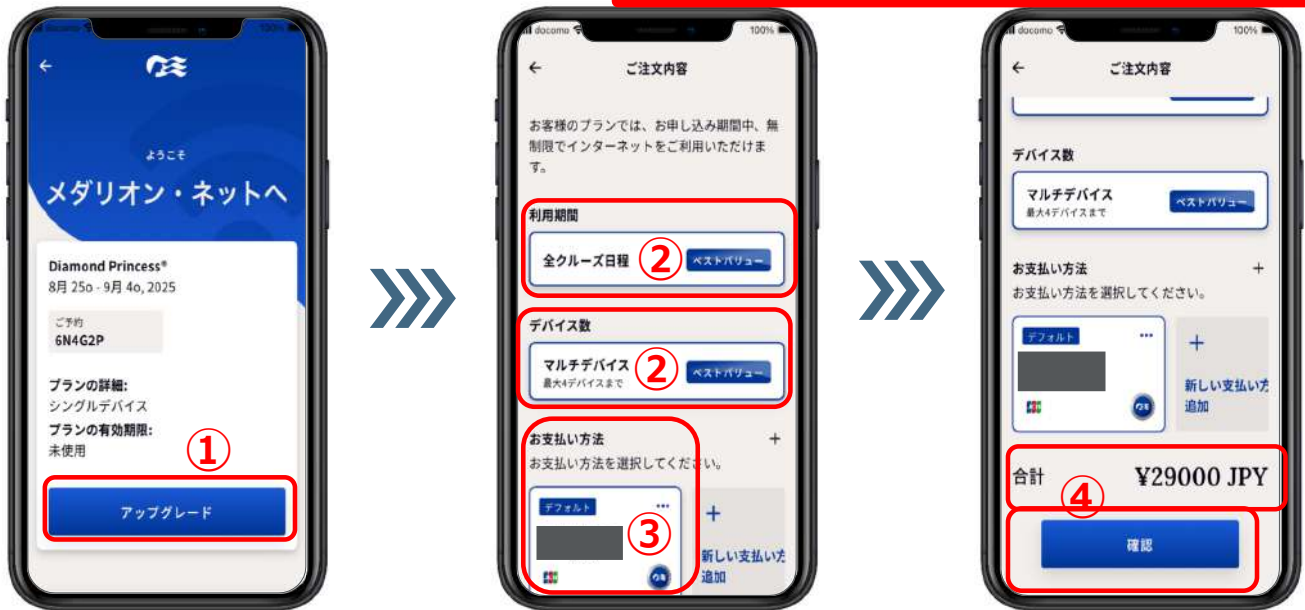 100%
←
ようこそ
メダリオン・ネットへ
Diamond Princess®
8月 25o - 9月 4o, 2025
ご予約
6N4G2P
プランの詳細:
シングルデバイス
プランの有効期限:
未使用
①
アップグレード
docomo 100%
← ご注文内容
お客様のプランでは、お申し込み期間中、無
制限でインターネットをご利用いただけま
す。
利用期間
全クルーズ日程 ② ベストバリュー
デバイス数
マルチデバイス ② ベストバリュー
最大4デバイスまで
お支払い方法 +
お支払い方法を選択してください。
デフォルト ••• +
③
新しい支払い方
追加
JCB
docomo 100%
← ご注文内容
デバイス数
マルチデバイス ベストバリュー
最大4デバイスまで
お支払い方法 +
お支払い方法を選択してください。
デフォルト ••• +
新しい支払い方
追加
JCB
合計 ¥29000 JPY
④
確認